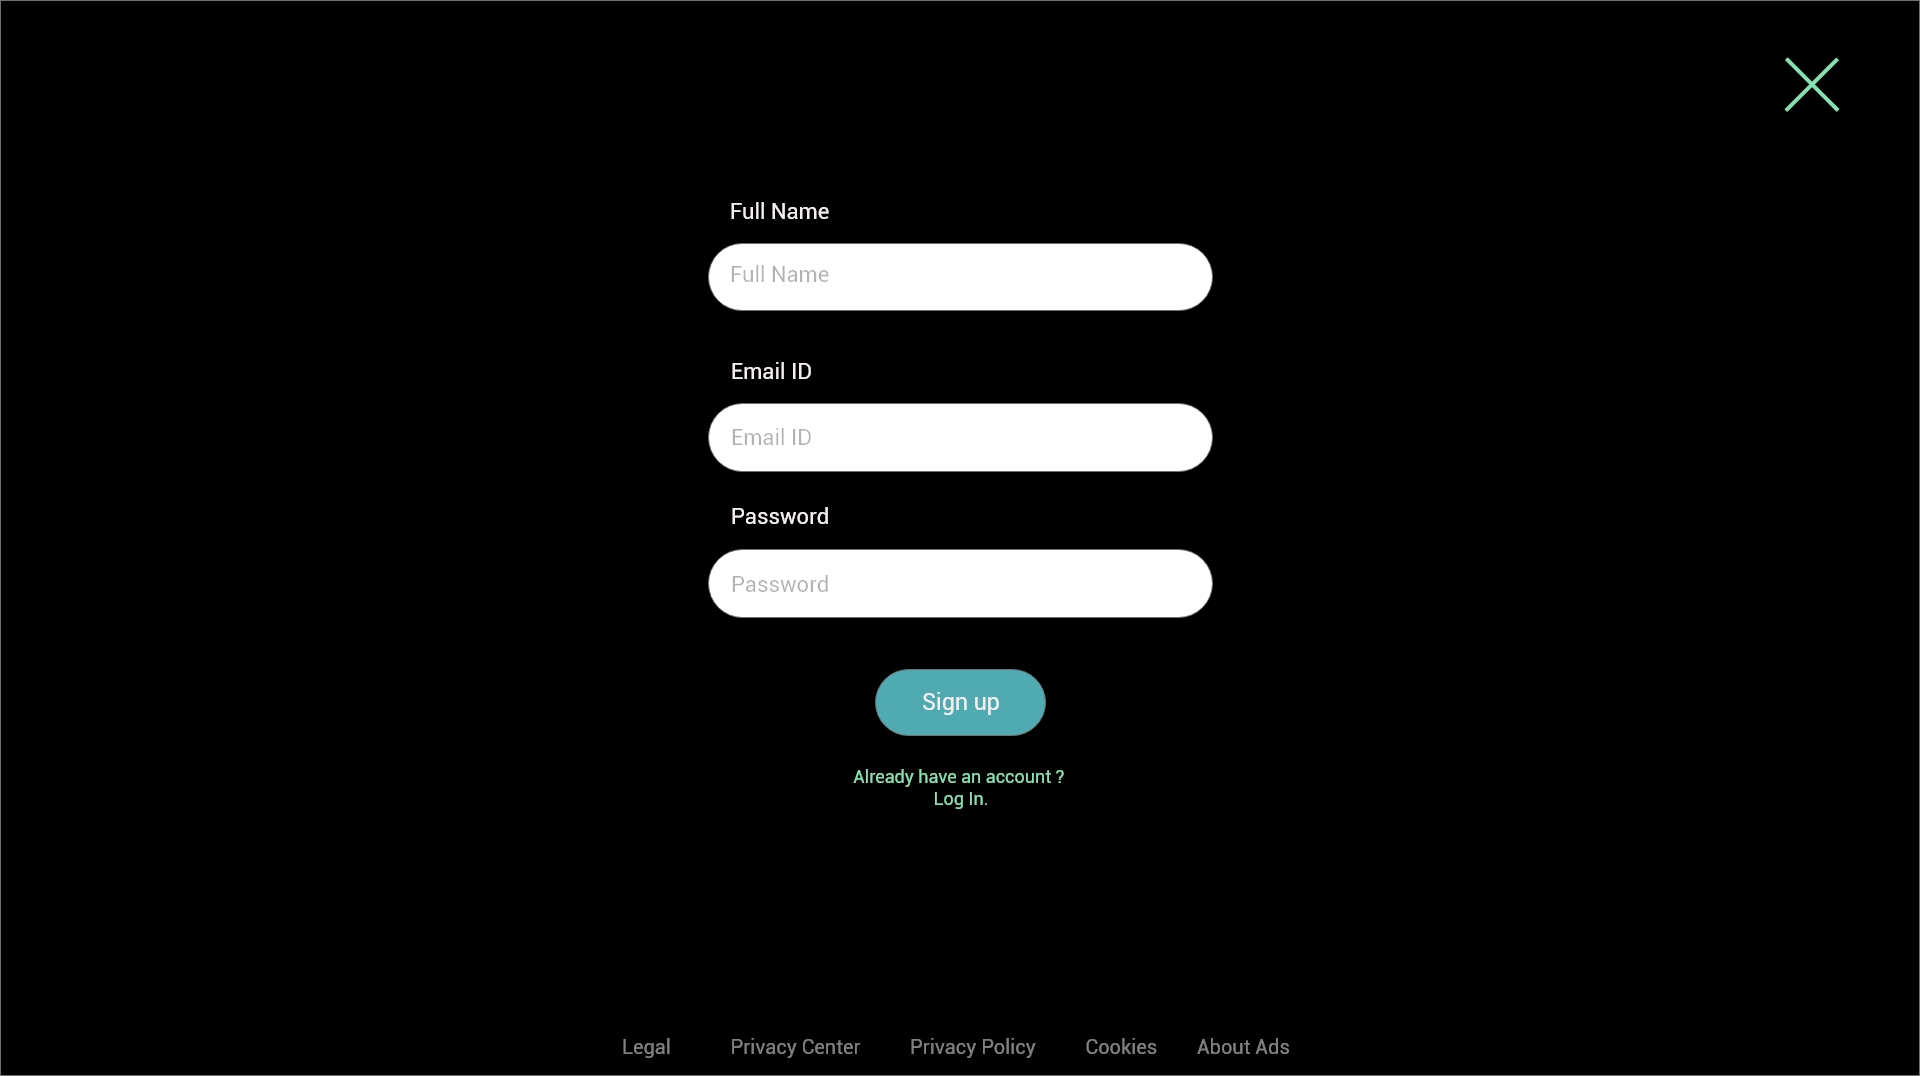 Full Name
Full Name
Email ID
Email ID
Password
Password
Sign up
Already have an account ?
Log In.
Legal Privacy Center Privacy Policy Cookies About Ads